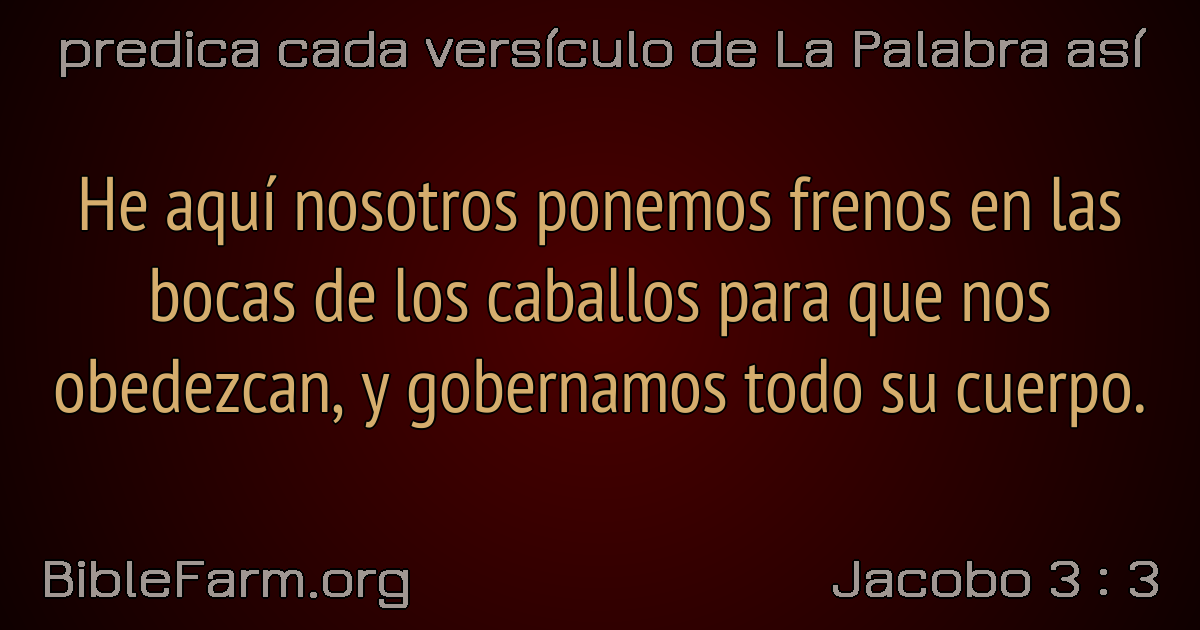 predica cada versículo de La Palabra así
He aquí nosotros ponemos frenos en las
bocas de los caballos para que nos
obedezcan, y gobernamos todo su cuerpo.
BibleFarm.org
Jacobo 3 : 3